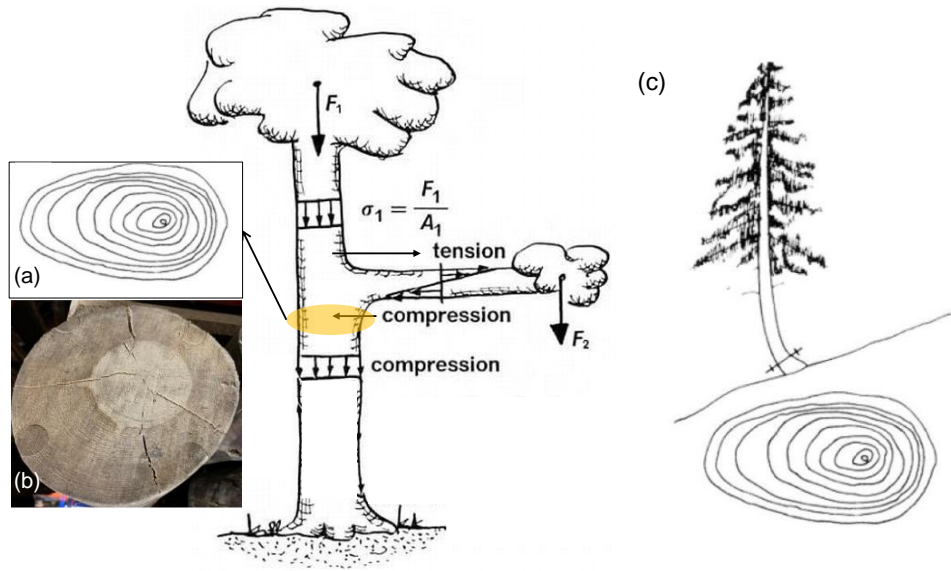 (c)
F₁
σ₁ = F₁ / A₁
tension
(a)
compression
F₂
compression
(b)